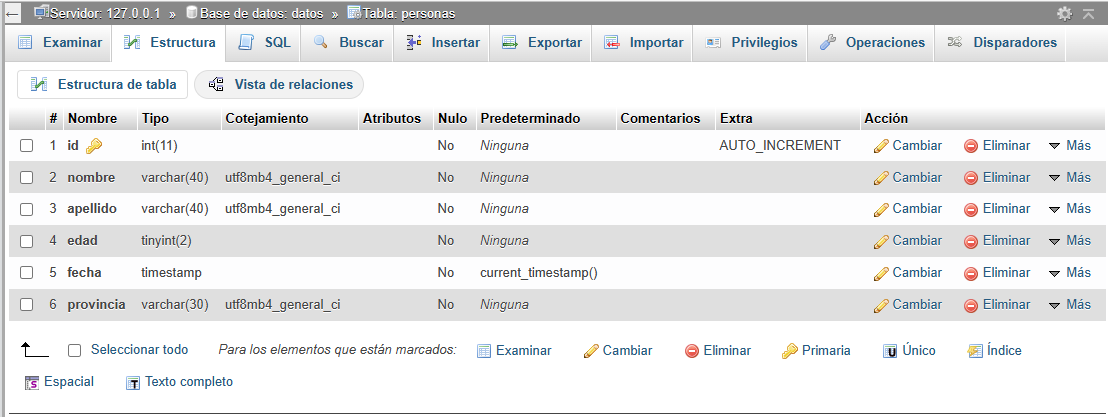 Servidor: 127.0.0.1 » Base de datos: datos » Tabla: personas
Examinar Estructura SQL Buscar Insertar Exportar Importar Privilegios Operaciones Disparadores
Estructura de tabla Vista de relaciones
# Nombre Tipo Cotejamiento Atributos Nulo Predeterminado Comentarios Extra Acción
1 id int(11) No Ninguna AUTO_INCREMENT Cambiar Eliminar Más
2 nombre varchar(40) utf8mb4_general_ci No Ninguna Cambiar Eliminar Más
3 apellido varchar(40) utf8mb4_general_ci No Ninguna Cambiar Eliminar Más
4 edad tinyint(2) No Ninguna Cambiar Eliminar Más
5 fecha timestamp No current_timestamp() Cambiar Eliminar Más
6 provincia varchar(30) utf8mb4_general_ci No Ninguna Cambiar Eliminar Más
Seleccionar todo Para los elementos que están marcados: Examinar Cambiar Eliminar Primaria Único Índice
Espacial Texto completo